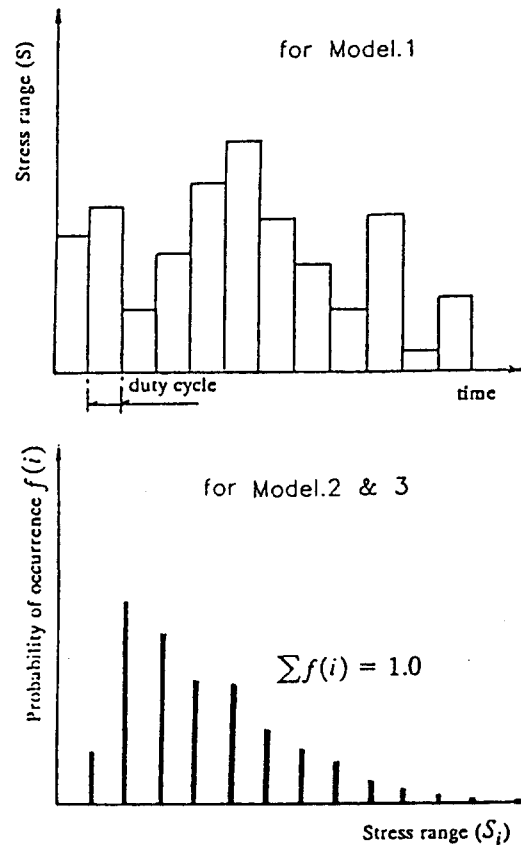 for Model.1
Stress range (S)
duty cycle
time
for Model.2 & 3
Probability of occurrence f(i)
∑f(i) = 1.0
Stress range (Sᵢ)